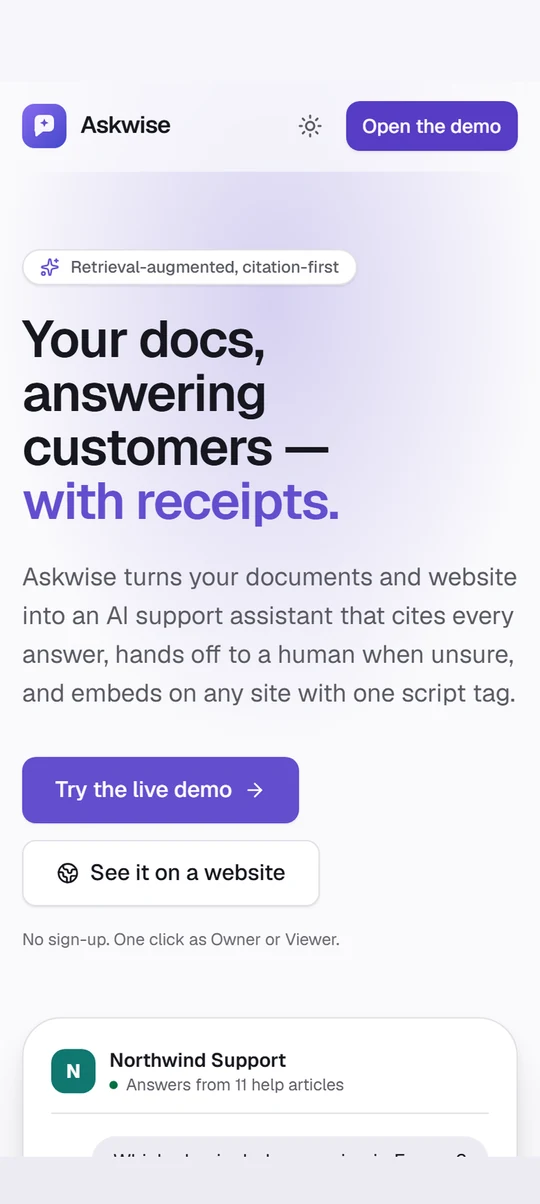 Askwise
Open the demo
Retrieval-augmented, citation-first
Your docs,
answering
customers —
with receipts.
Askwise turns your documents and website
into an AI support assistant that cites every
answer, hands off to a human when unsure,
and embeds on any site with one script tag.
Try the live demo
See it on a website
No sign-up. One click as Owner or Viewer.
N
Northwind Support
Answers from 11 help articles